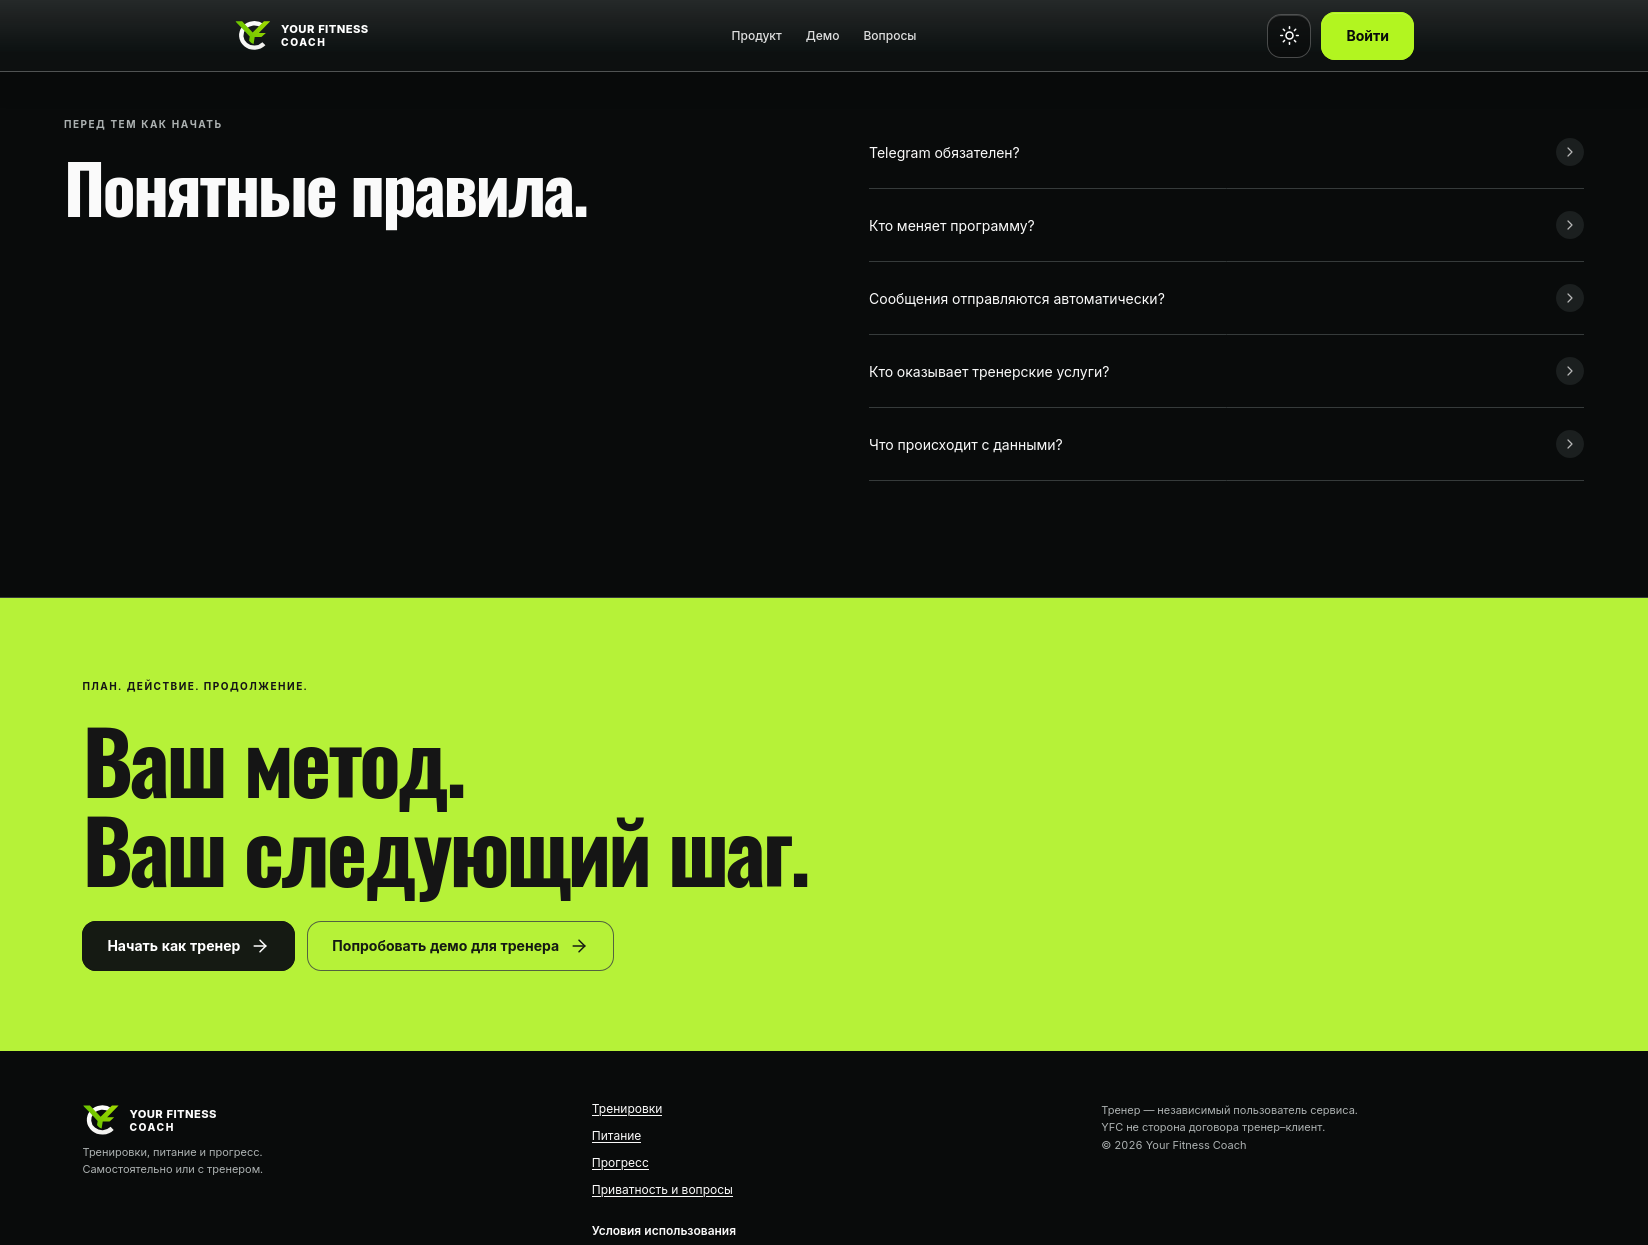 YOUR FITNESS
COACH
Продукт
Демо
Вопросы
Войти
ПЕРЕД ТЕМ КАК НАЧАТЬ
Понятные правила.
Telegram обязателен?
Кто меняет программу?
Сообщения отправляются автоматически?
Кто оказывает тренерские услуги?
Что происходит с данными?
ПЛАН. ДЕЙСТВИЕ. ПРОДОЛЖЕНИЕ.
Ваш метод.
Ваш следующий шаг.
Начать как тренер
Попробовать демо для тренера
YOUR FITNESS
COACH
Тренировки, питание и прогресс.
Самостоятельно или с тренером.
Тренировки
Питание
Прогресс
Приватность и вопросы
Условия использования
Тренер — независимый пользователь сервиса.
YFC не сторона договора тренер–клиент.
© 2026 Your Fitness Coach